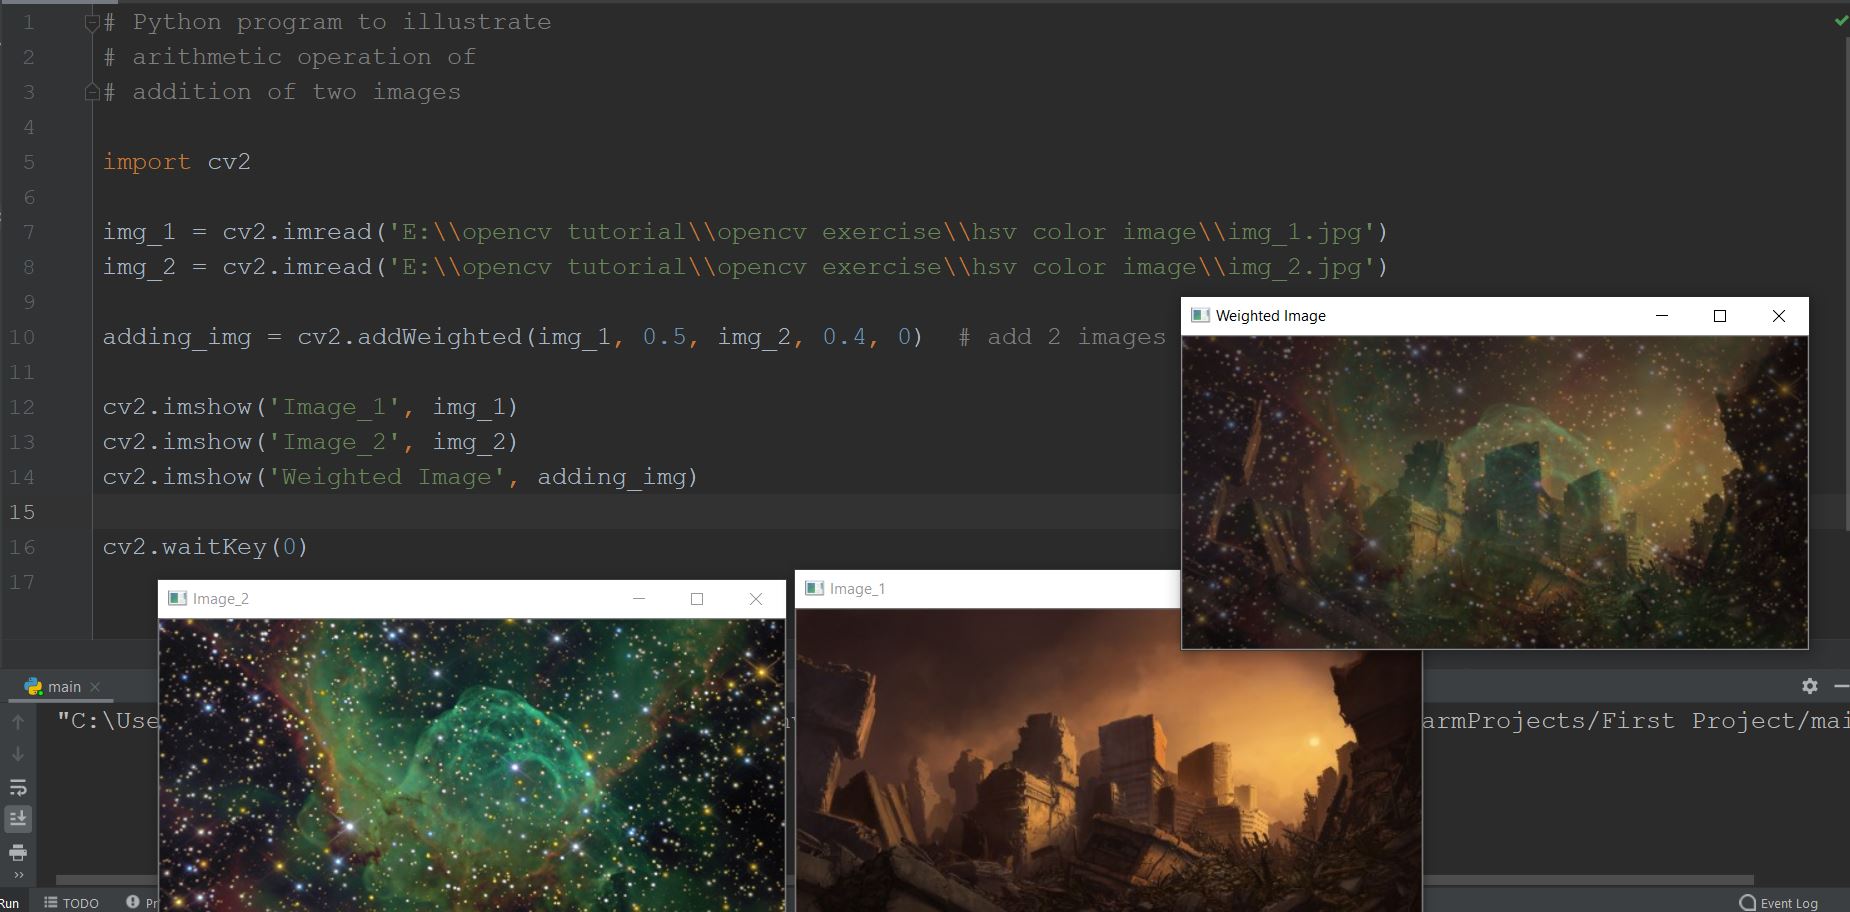 1 # Python program to illustrate
2 # arithmetic operation of
3 # addition of two images
4
5 import cv2
6
7 img_1 = cv2.imread('E:\\opencv tutorial\\opencv exercise\\hsv color image\\img_1.jpg')
8 img_2 = cv2.imread('E:\\opencv tutorial\\opencv exercise\\hsv color image\\img_2.jpg')
9
10 adding_img = cv2.addWeighted(img_1, 0.5, img_2, 0.4, 0)  # add 2 images
11
12 cv2.imshow('Image_1', img_1)
13 cv2.imshow('Image_2', img_2)
14 cv2.imshow('Weighted Image', adding_img)
15
16 cv2.waitKey(0)
17
Weighted Image
Image_2
Image_1
main
"C:\Use armProjects/First Project/mai
Run TODO Pr Event Log